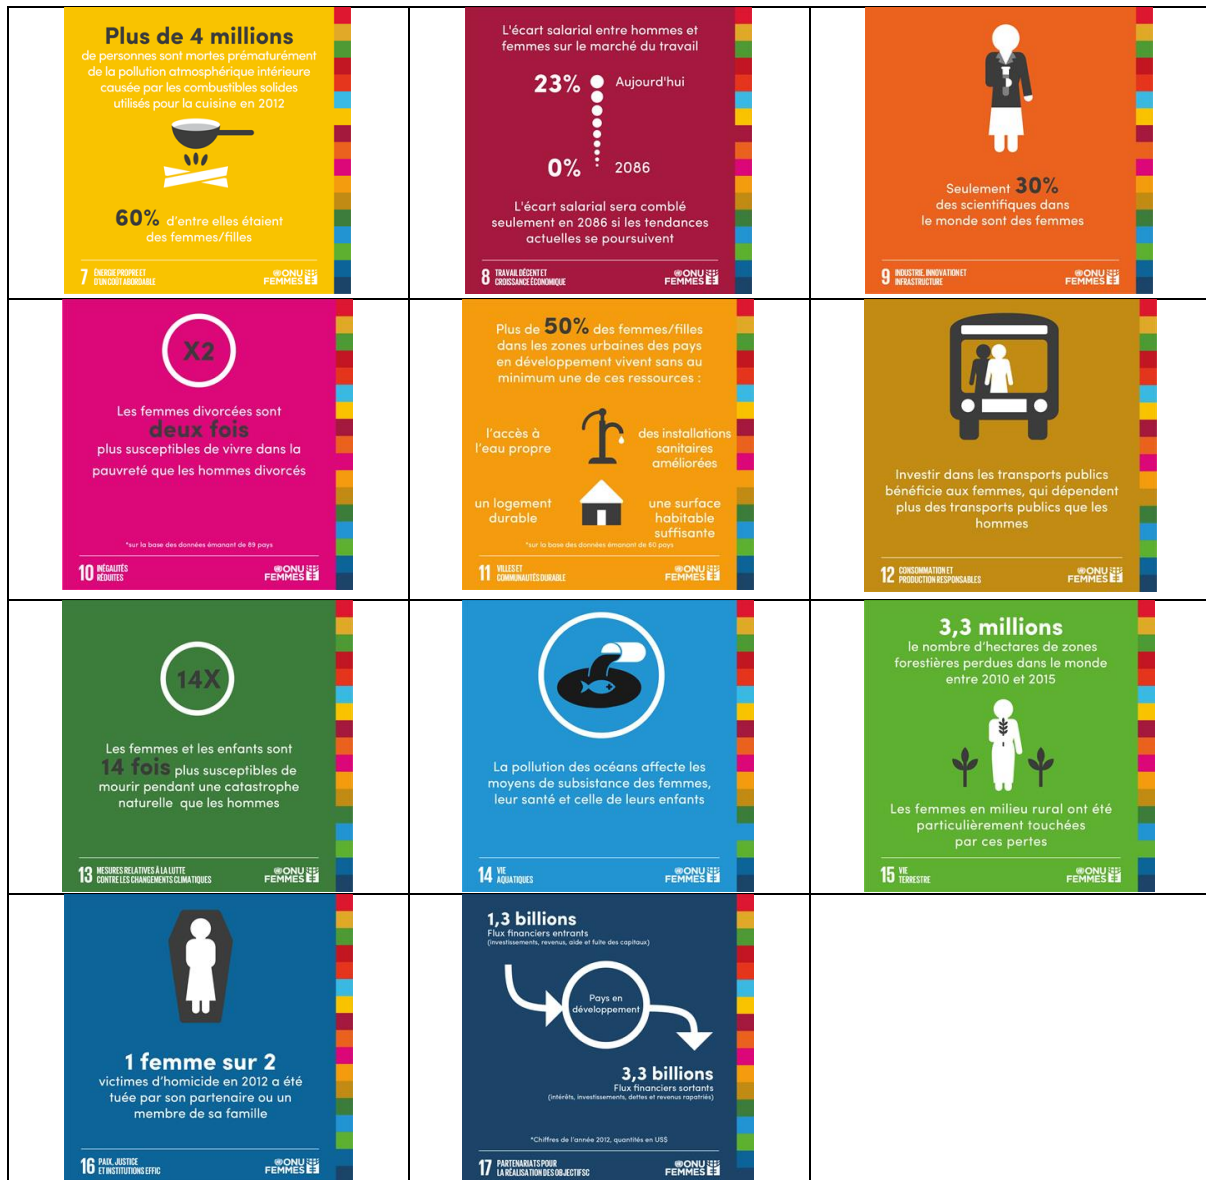 Plus de 4 millions
de personnes sont mortes prématurément
de la pollution atmosphérique intérieure
causée par les combustibles solides
utilisés pour la cuisine en 2012
60% d'entre elles étaient
des femmes/filles
7 ÉNERGIE PROPRE ET
D'UN COÛT ABORDABLE
ONU
FEMMES
L'écart salarial entre hommes et
femmes sur le marché du travail
23% Aujourd'hui
0% 2086
L'écart salarial sera comblé
seulement en 2086 si les tendances
actuelles se poursuivent
8 TRAVAIL DÉCENT ET
CROISSANCE ÉCONOMIQUE
ONU
FEMMES
Seulement 30%
des scientifiques dans
le monde sont des femmes
9 INDUSTRIE, INNOVATION ET
INFRASTRUCTURE
ONU
FEMMES
X2
Les femmes divorcées sont
deux fois
plus susceptibles de vivre dans la
pauvreté que les hommes divorcés
*sur la base des données émanant de 89 pays
10 INÉGALITÉS
RÉDUITES
ONU
FEMMES
Plus de 50% des femmes/filles
dans les zones urbaines des pays
en développement vivent sans au
minimum une de ces ressources :
l'accès à
l'eau propre
des installations
sanitaires
améliorées
un logement
durable
une surface
habitable
suffisante
*sur la base des données émanant de 60 pays
11 VILLES ET
COMMUNAUTÉS DURABLE
ONU
FEMMES
Investir dans les transports publics
bénéficie aux femmes, qui dépendent
plus des transports publics que les
hommes
12 CONSOMMATION ET
PRODUCTION RESPONSABLES
ONU
FEMMES
14X
Les femmes et les enfants sont
14 fois plus susceptibles de
mourir pendant une catastrophe
naturelle que les hommes
13 MESURES RELATIVES À LA LUTTE
CONTRE LES CHANGEMENTS CLIMATIQUES
ONU
FEMMES
La pollution des océans affecte les
moyens de subsistance des femmes,
leur santé et celle de leurs enfants
14 VIE
AQUATIQUES
ONU
FEMMES
3,3 millions
le nombre d'hectares de zones
forestières perdues dans le monde
entre 2010 et 2015
Les femmes en milieu rural ont été
particulièrement touchées
par ces pertes
15 VIE
TERRESTRE
ONU
FEMMES
1 femme sur 2
victimes d'homicide en 2012 a été
tuée par son partenaire ou un
membre de sa famille
16 PAIX, JUSTICE
ET INSTITUTIONS EFFIC
ONU
FEMMES
1,3 billions
Flux financiers entrants
(investissements, revenus, aide et fuite des capitaux)
Pays en
développement
3,3 billions
Flux financiers sortants
(intérêts, investissements, dettes et revenus rapatriés)
*Chiffres de l'année 2012, quantités en US$
17 PARTENARIATS POUR
LA RÉALISATION DES OBJECTIFSC
ONU
FEMMES